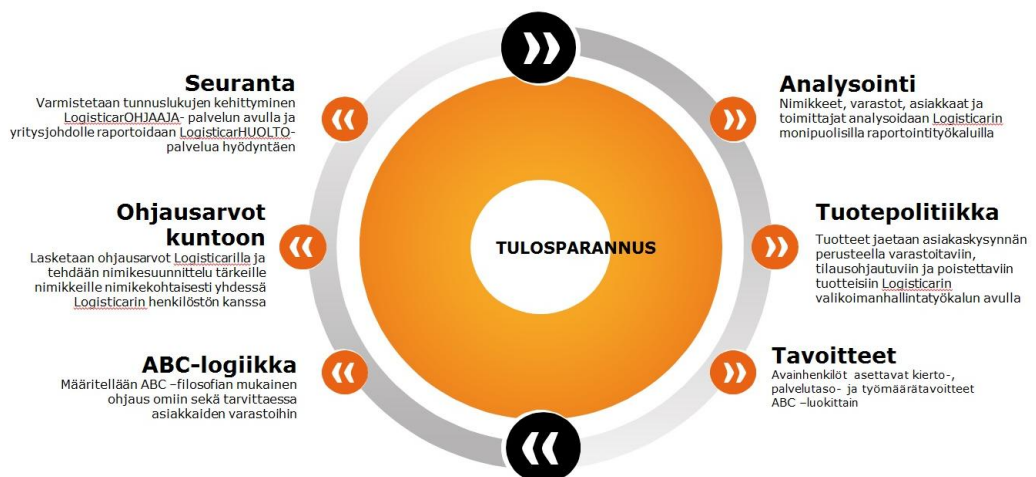 Seuranta
Varmistetaan tunnuslukujen kehittyminen
LogisticarOHJAAJA- palvelun avulla ja
yritysjohdolle raportoidaan LogisticarHUOLTO-
palvelua hyödyntäen
Ohjausarvot
kuntoon
Lasketaan ohjausarvot Logisticarilla ja
tehdään nimikesuunnittelu tärkeille
nimikkeille nimikekohtaisesti yhdessä
Logisticarin henkilöstön kanssa
ABC-logiikka
Määritellään ABC –filosofian mukainen
ohjaus omiin sekä tarvittaessa
asiakkaiden varastoihin
TULOSPARANNUS
Analysointi
Nimikkeet, varastot, asiakkaat ja
toimittajat analysoidaan Logisticarin
monipuolisilla raportointityökaluilla
Tuotepolitiikka
Tuotteet jaetaan asiakaskysynnän
perusteella varastoitaviin,
tilausohjautuviin ja poistettaviin
tuotteisiin Logisticarin
valikoimanhallintatyökalun avulla
Tavoitteet
Avainhenkilöt asettavat kierto-,
palvelutaso- ja työmäärätavoitteet
ABC –luokittain